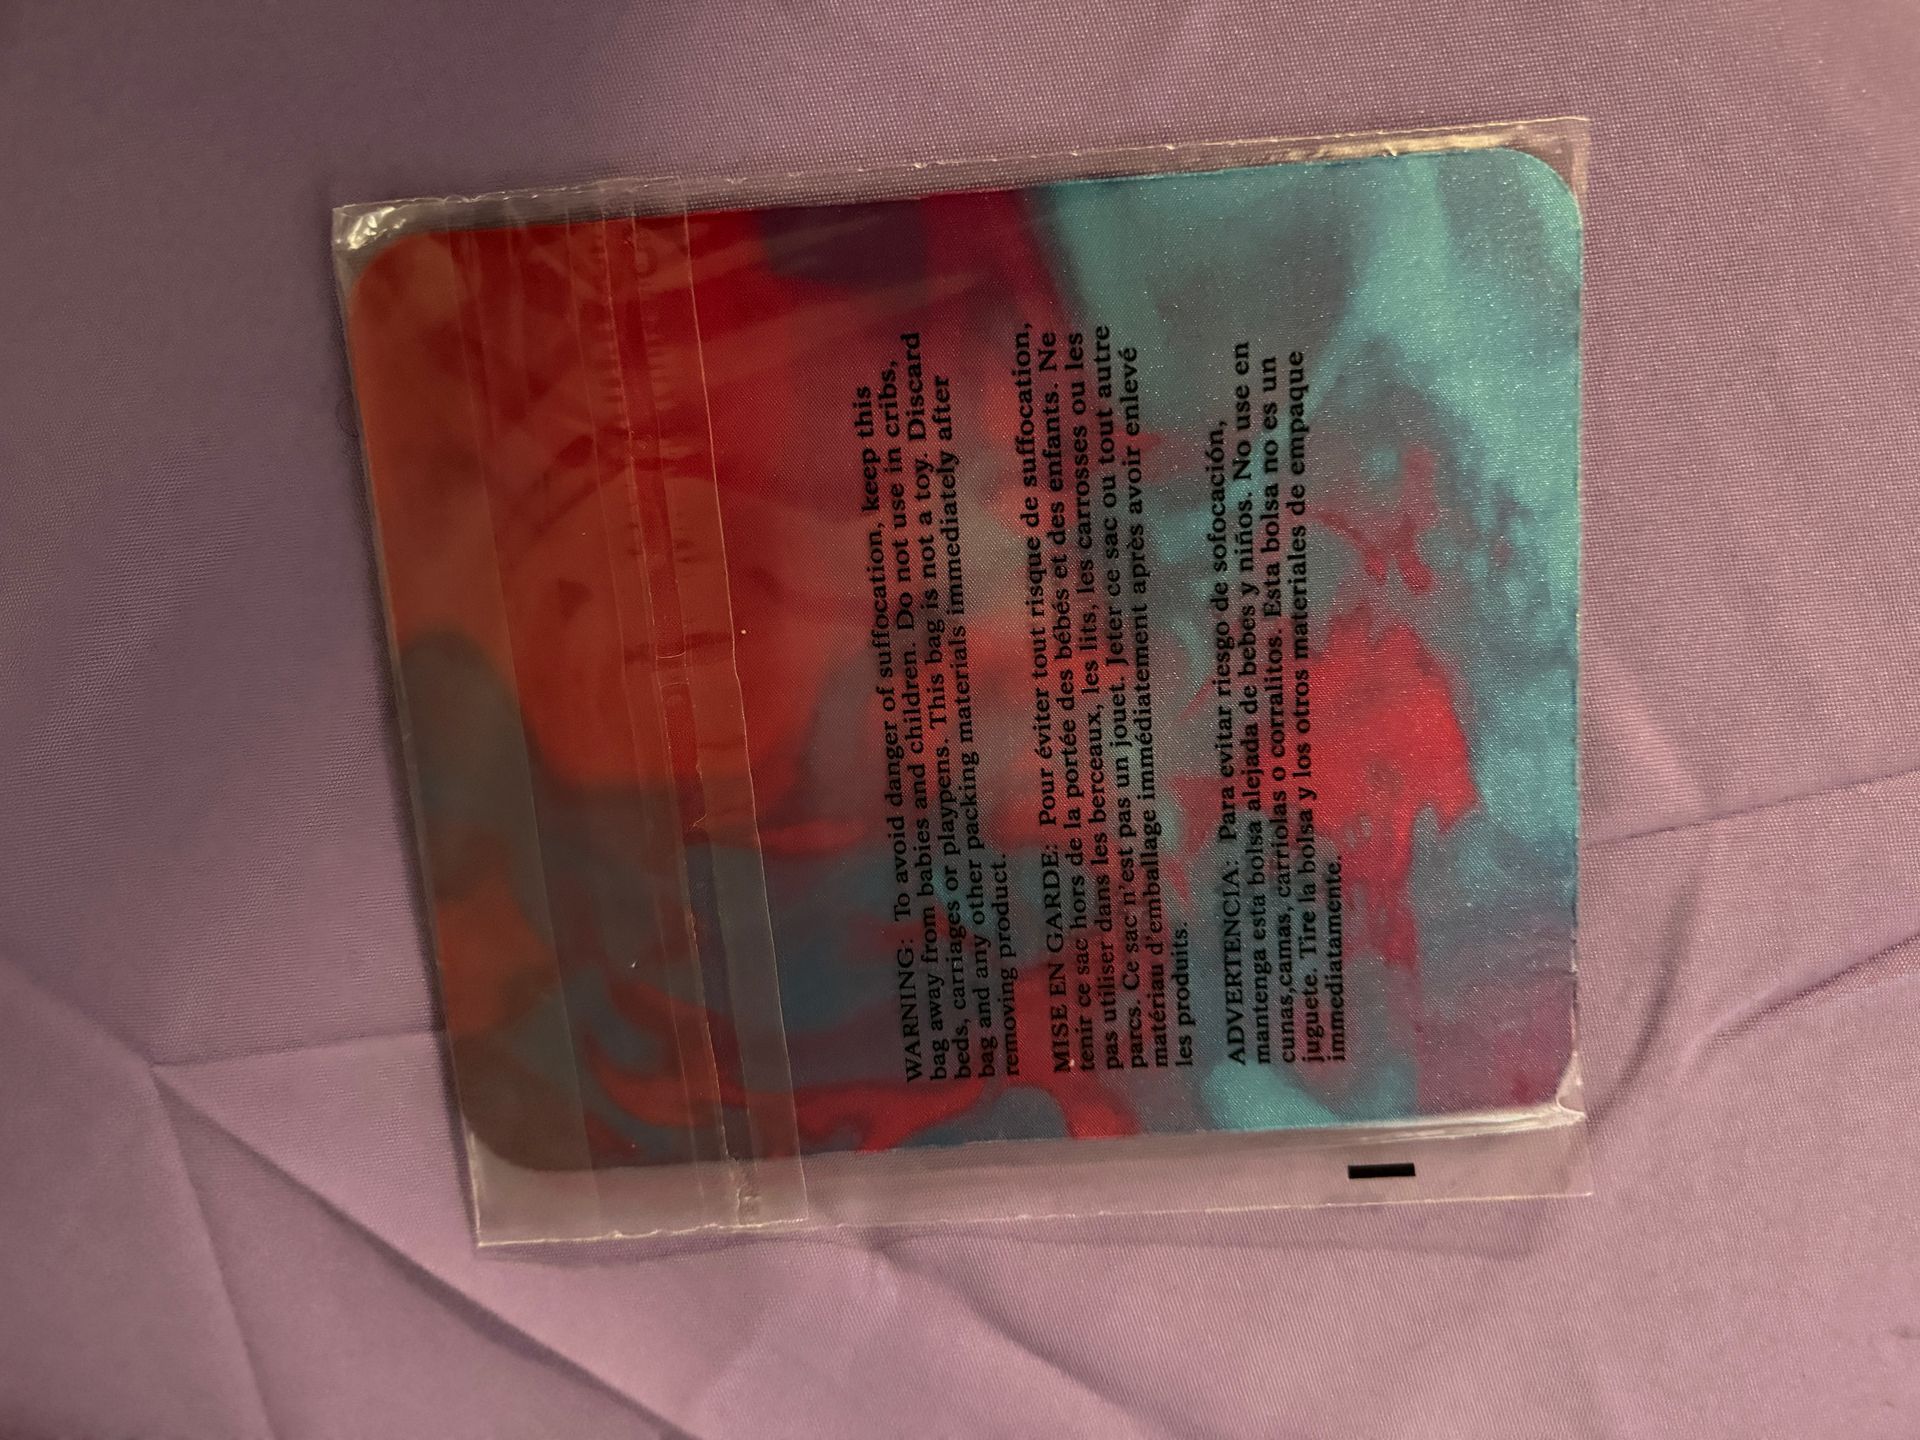 WARNING: To avoid danger of suffocation, keep this
bag away from babies and children. Do not use in cribs,
beds, carriages or playpens. This bag is not a toy. Discard
bag and any other packing materials immediately after
removing product.
MISE EN GARDE: Pour éviter tout risque de suffocation,
tenir ce sac hors de la portée des bébés et des enfants. Ne
pas utiliser dans les berceaux, les lits, les carrosses ou les
parcs. Ce sac n'est pas un jouet. Jeter ce sac ou tout autre
matériau d'emballage immédiatement après avoir enlevé
les produits.
ADVERTENCIA: Para evitar riesgo de sofocación,
mantenga esta bolsa alejada de bebes y niños. No use en
cunas,camas, carriolas o corralitos. Esta bolsa no es un
juguete. Tire la bolsa y los otros materiales de empaque
immediatamente.